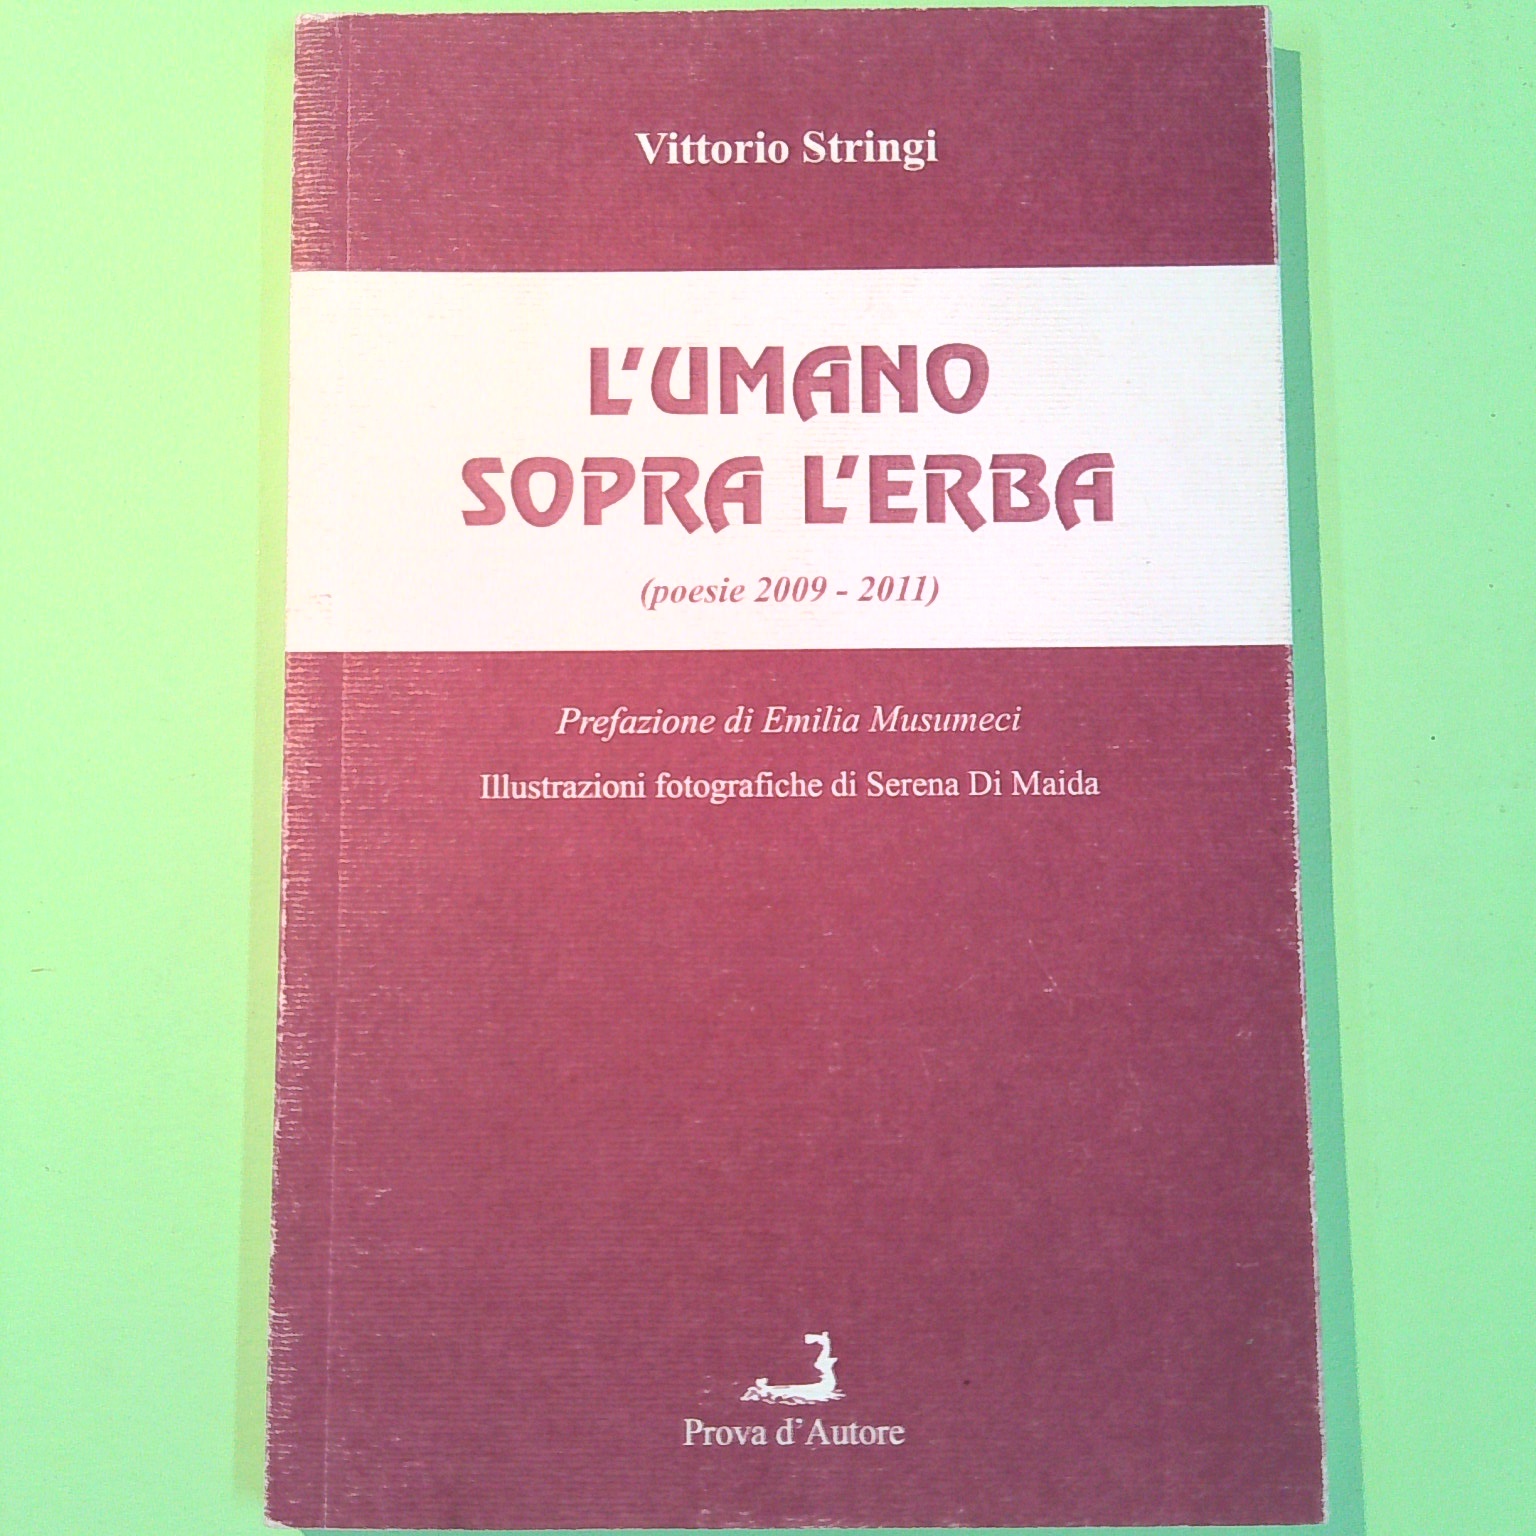 Vittorio Stringi
L'UMANO
SOPRA L'ERBA
(poesie 2009 - 2011)
Prefazione di Emilia Musumeci
Illustrazioni fotografiche di Serena Di Maida
Prova d'Autore